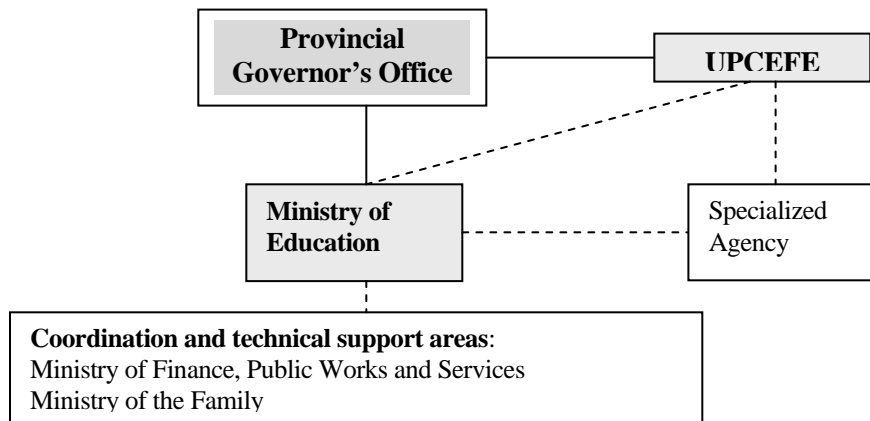 Provincial
Governor's Office
UPCEFE
Ministry of
Education
Specialized
Agency
Coordination and technical support areas:
Ministry of Finance, Public Works and Services
Ministry of the Family